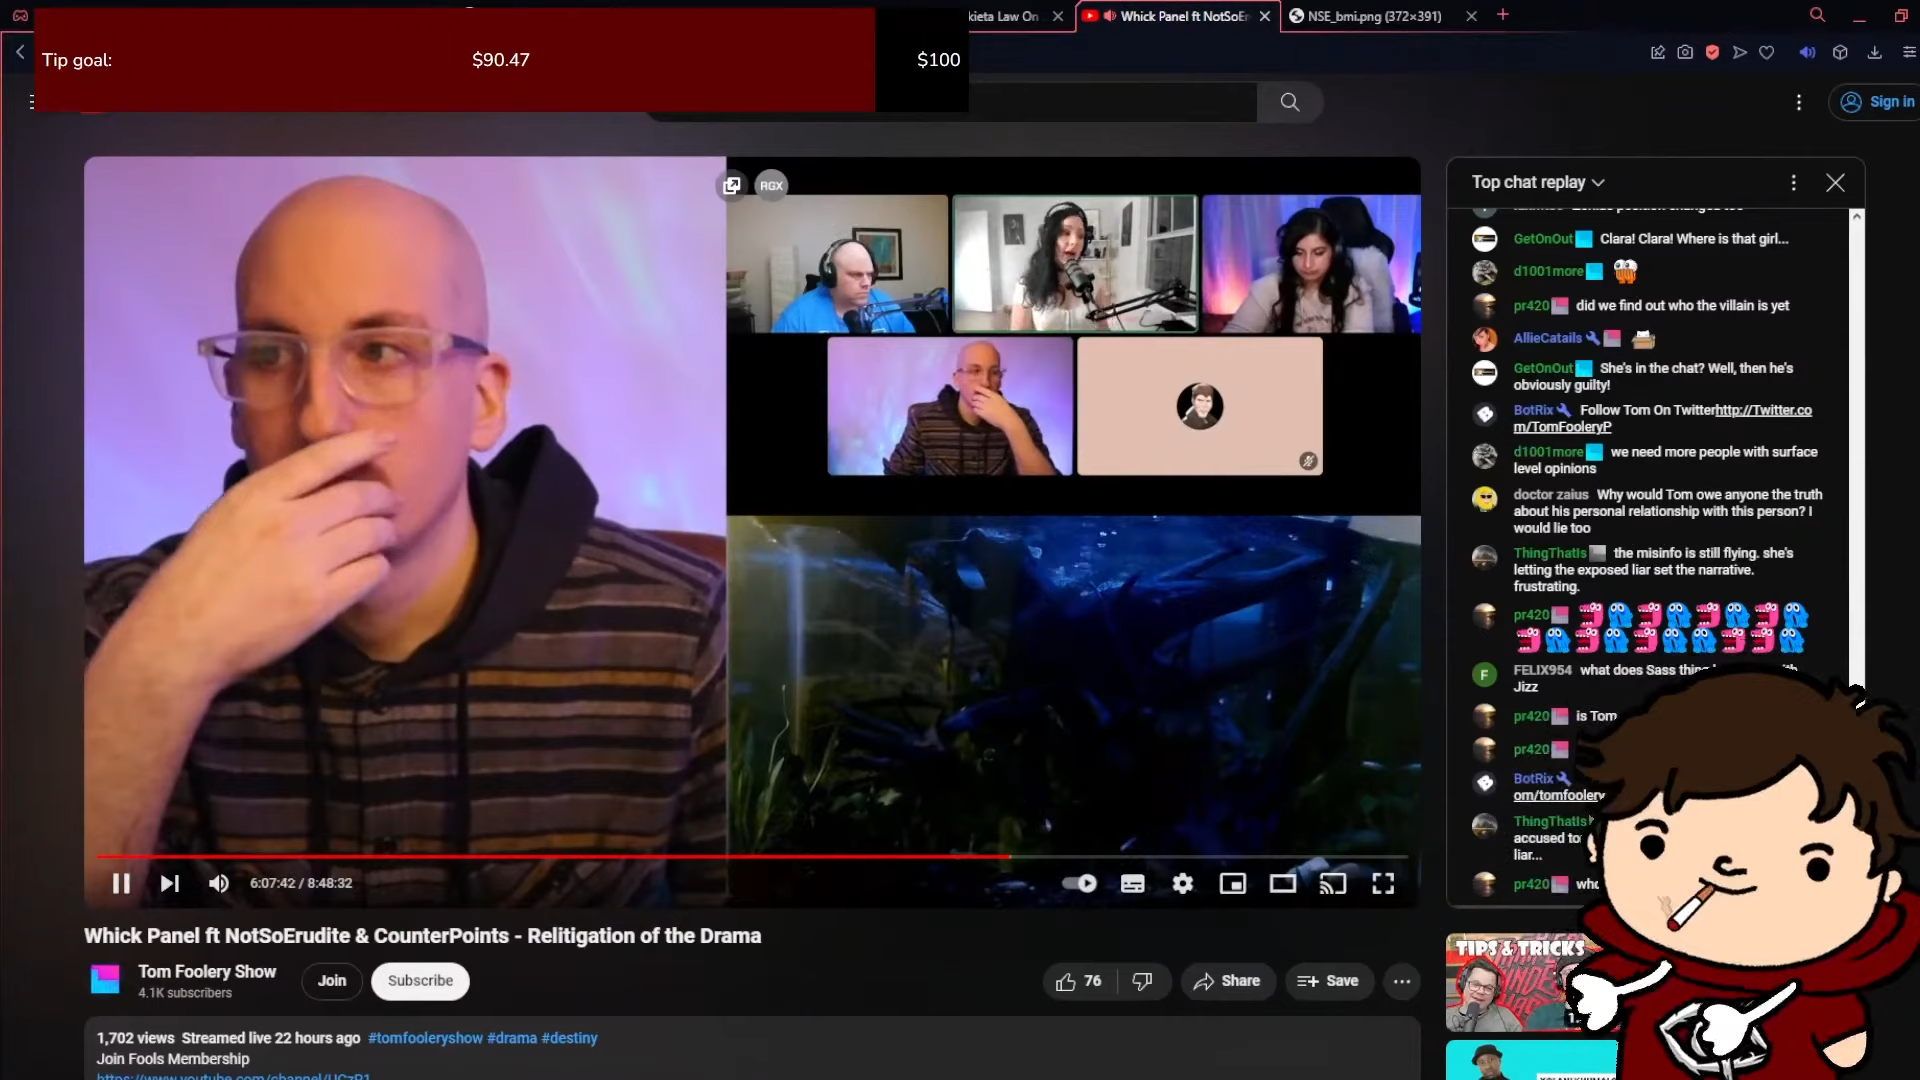 kieta Law On
Whick Panel ft NotSoEr
NSE_bmi.png (372×391)
Tip goal:
$90.47
$100
Sign in
RGX
Top chat replay
GetOnOut Clara! Clara! Where is that girl...
d1001more
pr420 did we find out who the villain is yet
AllieCatails
GetOnOut She's in the chat? Well, then he's
obviously guilty!
BotRix Follow Tom On Twitterhttp://Twitter.co
m/TomFooleryP
d1001more we need more people with surface
level opinions
doctor zaius Why would Tom owe anyone the truth
about his personal relationship with this person? I
would lie too
ThingThatIs the misinfo is still flying. she's
letting the exposed liar set the narrative.
frustrating.
pr420
F
FELIX954 what does Sass thing
Jizz
pr420 is Tom
pr420
BotRix
om/tomfoolery
ThingThatIs
accused to
liar...
pr420 who
6:07:42 / 8:48:32
Whick Panel ft NotSoErudite & CounterPoints - Relitigation of the Drama
Tom Foolery Show
4.1K subscribers
Join
Subscribe
76
Share
Save
TIPS & TRICKS
1,702 views Streamed live 22 hours ago #tomfooleryshow #drama #destiny
Join Fools Membership